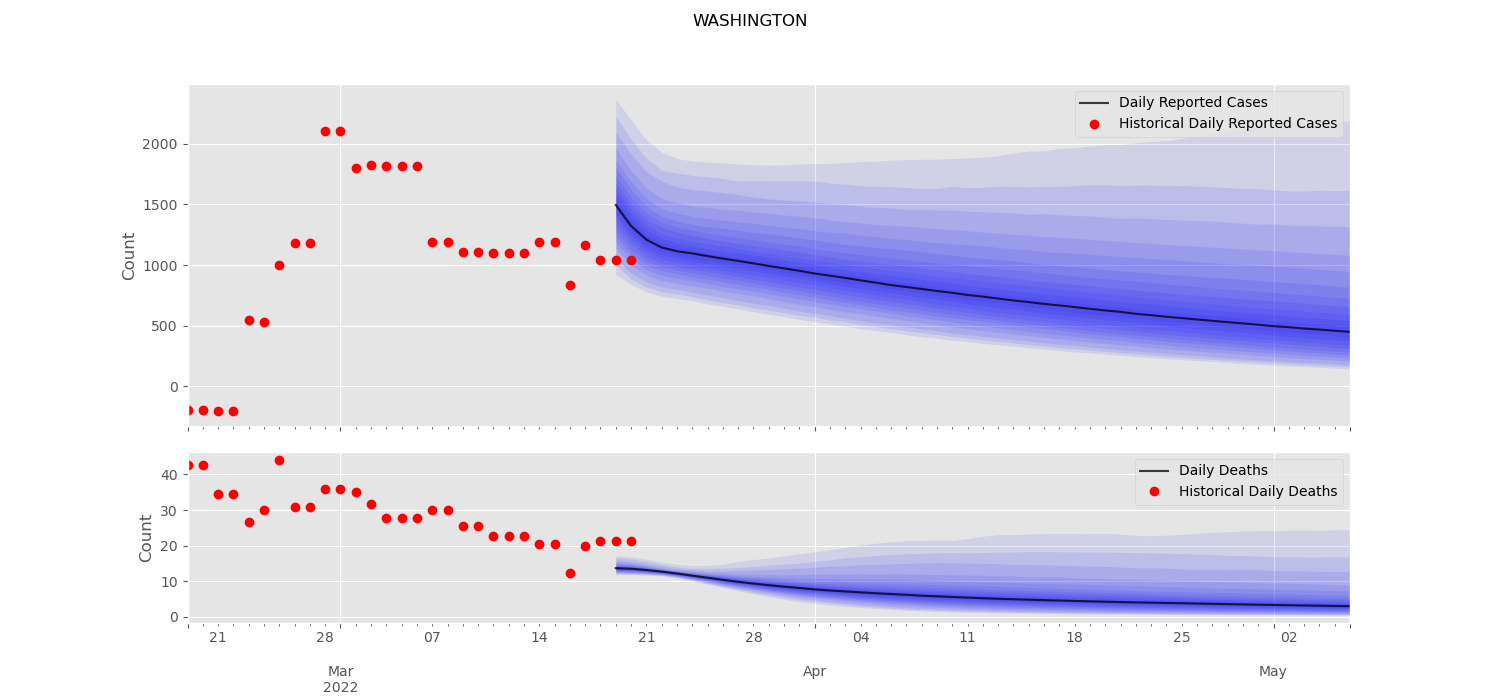 WASHINGTON
Daily Reported Cases
Historical Daily Reported Cases
Count
2000
1500
1000
500
0
Daily Deaths
Historical Daily Deaths
Count
40
30
20
10
0
21 28 07 14 21 28 04 11 18 25 02
Mar Apr May
2022